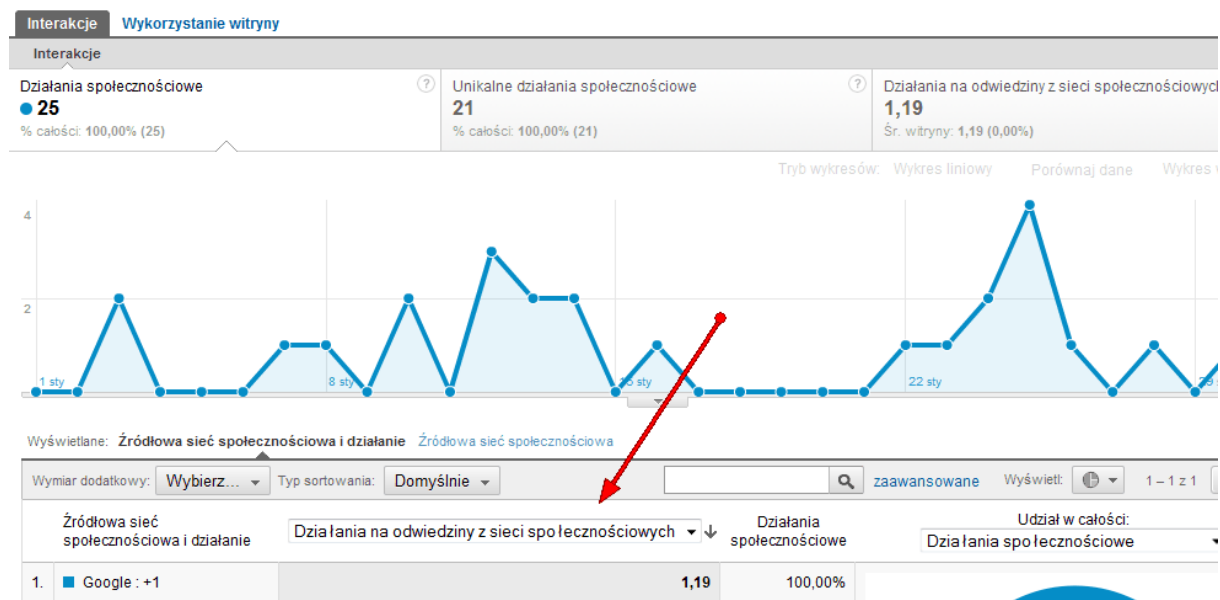 Interakcje Wykorzystanie witryny
Interakcje
Działania społecznościowe ? Unikalne działania społecznościowe ? Działania na odwiedziny z sieci
25 21 1,19
% całości: 100,00% (25) % całości: 100,00% (21) Śr. witryny: 1,19 (0,00%)
Tryb wykresów: Wykres liniowy Porównaj dane Wykres
4
2
1 sty 8 sty sty 22 sty
Wyświetlane: Źródłowa sieć społecznościowa i działanie Źródłowa sieć społecznościowa
Wymiar dodatkowy: Wybierz... Typ sortowania: Domyślnie zaawansowane Wyświetl: 1 – 1 z 1
Źródłowa sieć społecznościowa i działanie
Działania na odwiedziny z sieci społecznościowych
Działania społecznościowe
Udział w całości:
Działania społecznościowe
1. Google : +1 1,19 100,00%